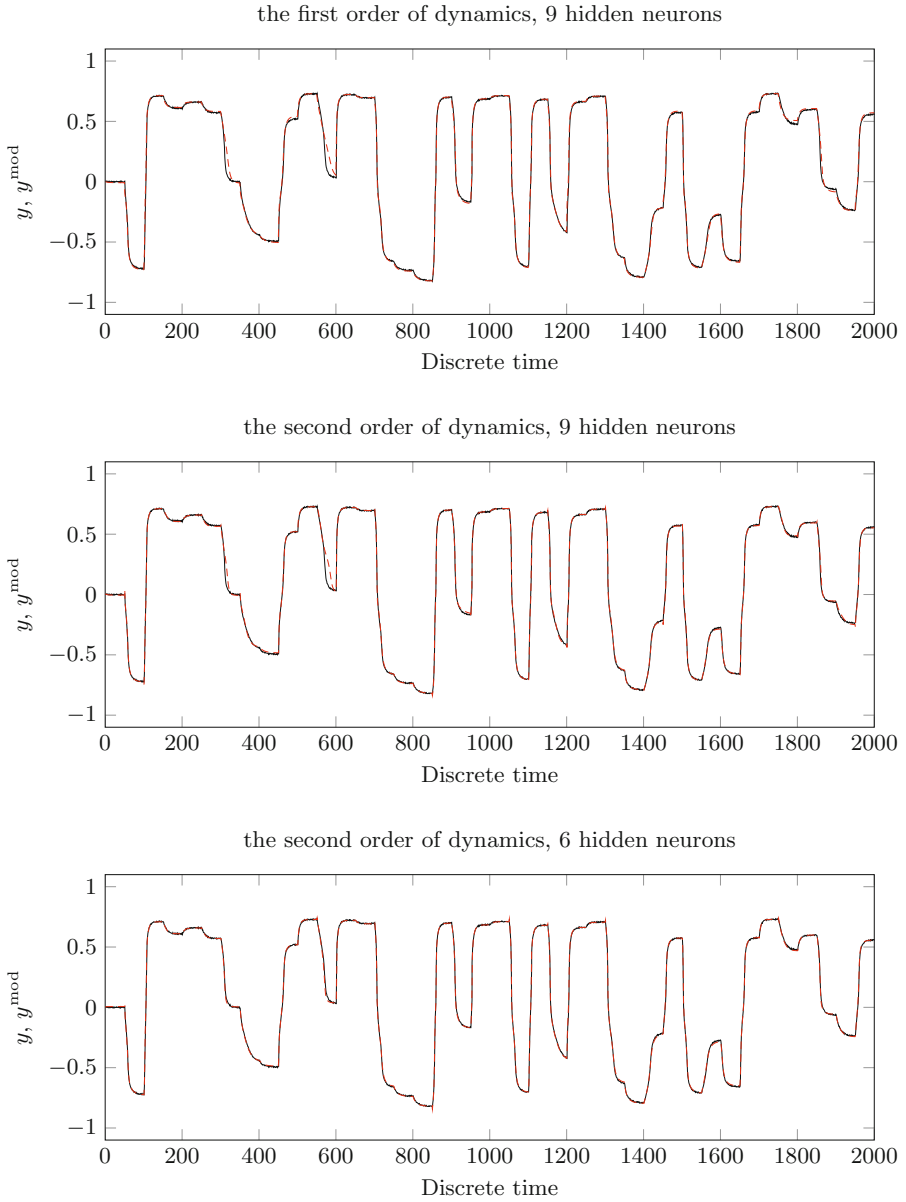 the first order of dynamics, 9 hidden neurons
1
0.5
0
−0.5
−1
y, y^mod
0 200 400 600 800 1000 1200 1400 1600 1800 2000
Discrete time
the second order of dynamics, 9 hidden neurons
1
0.5
0
−0.5
−1
y, y^mod
0 200 400 600 800 1000 1200 1400 1600 1800 2000
Discrete time
the second order of dynamics, 6 hidden neurons
1
0.5
0
−0.5
−1
y, y^mod
0 200 400 600 800 1000 1200 1400 1600 1800 2000
Discrete time